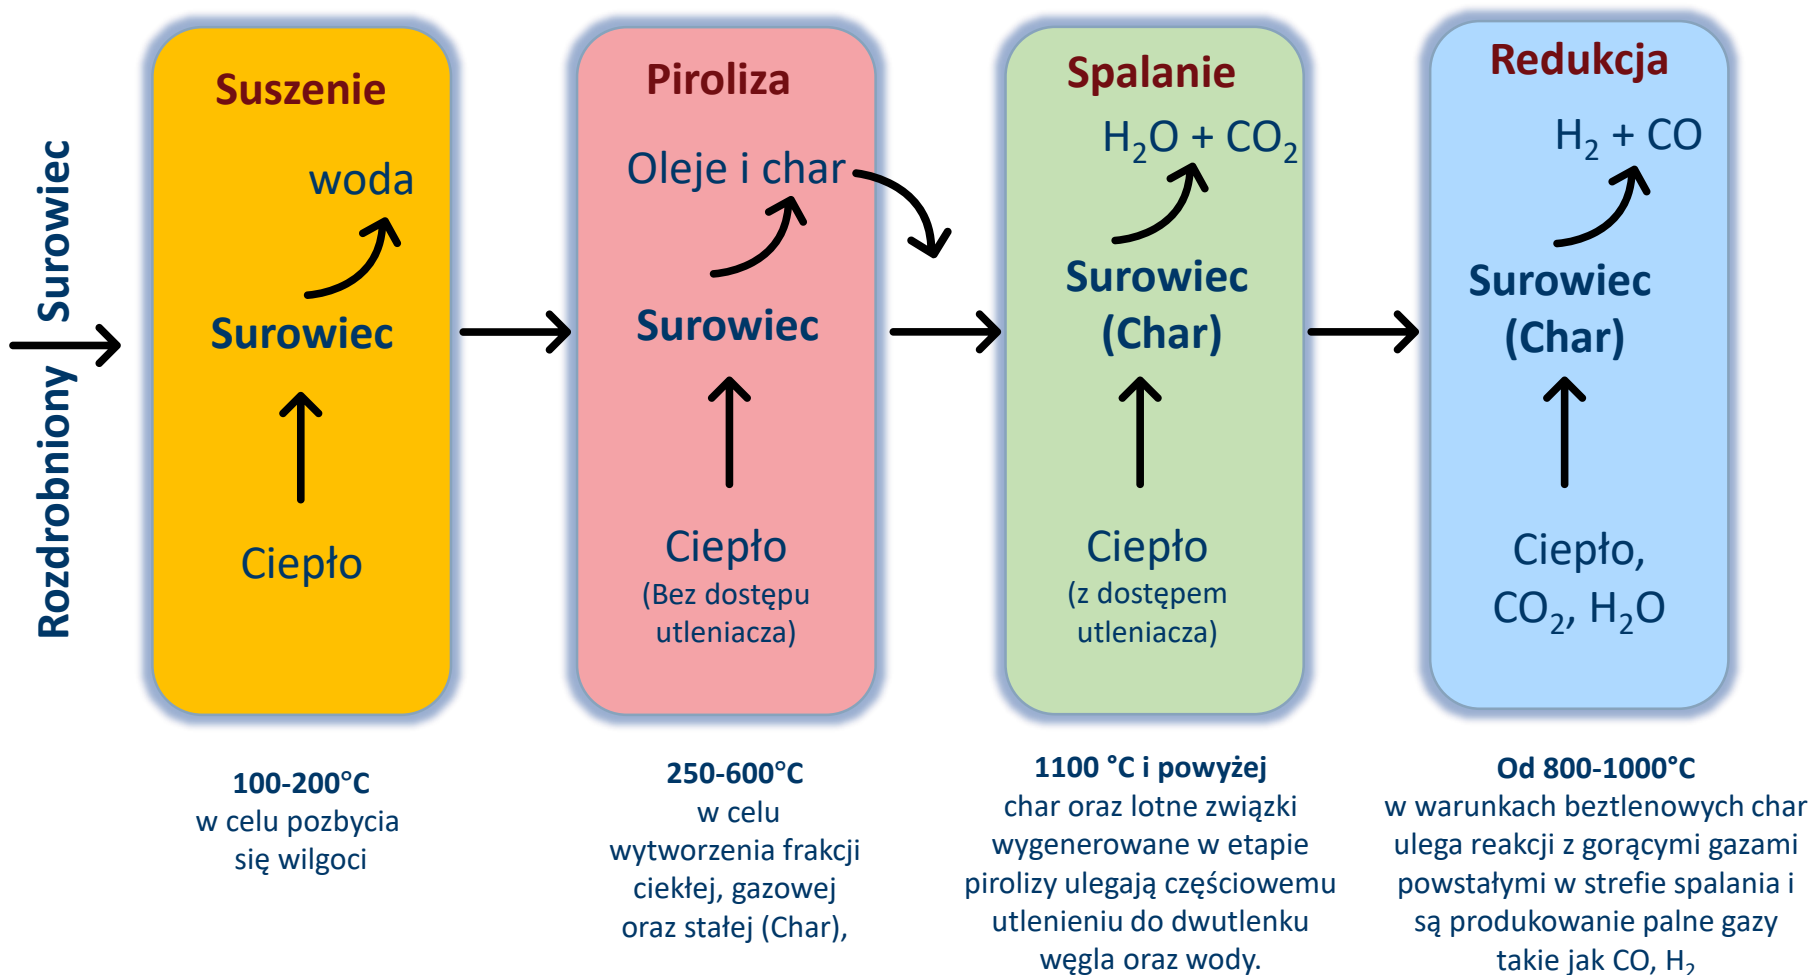 Rozdrobniony Surowiec
Suszenie
woda
Surowiec
Ciepło
100-200°C
w celu pozbycia
się wilgoci
Piroliza
Oleje i char
Surowiec
Ciepło
(Bez dostępu
utleniacza)
250-600°C
w celu
wytworzenia frakcji
ciekłej, gazowej
oraz stałej (Char),
Spalanie
H₂O + CO₂
Surowiec
(Char)
Ciepło
(z dostępem
utleniacza)
1100 °C i powyżej
char oraz lotne związki
wygenerowane w etapie
pirolizy ulegają częściowemu
utlenieniu do dwutlenku
węgla oraz wody.
Redukcja
H₂ + CO
Surowiec
(Char)
Ciepło,
CO₂, H₂O
Od 800-1000°C
w warunkach beztlenowych char
ulega reakcji z gorącymi gazami
powstałymi w strefie spalania i
są produkowanie palne gazy
takie jak CO, H₂